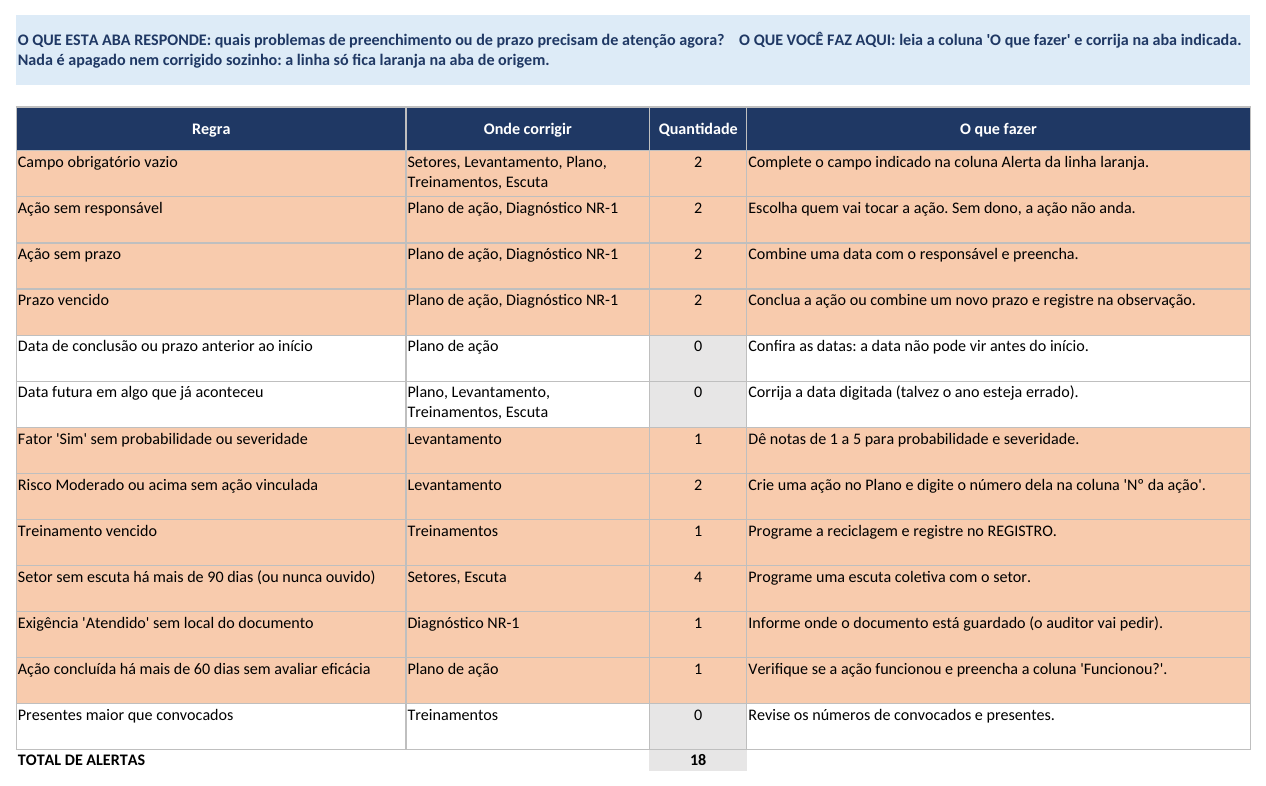 O QUE ESTA ABA RESPONDE: quais problemas de preenchimento ou de prazo precisam de atenção agora? O QUE VOCÊ FAZ AQUI: leia a coluna 'O que fazer' e corrija na aba indicada.
Nada é apagado nem corrigido sozinho: a linha só fica laranja na aba de origem.
Regra Onde corrigir Quantidade O que fazer
Campo obrigatório vazio Setores, Levantamento, Plano, 2 Complete o campo indicado na coluna Alerta da linha laranja.
Treinamentos, Escuta
Ação sem responsável Plano de ação, Diagnóstico NR-1 2 Escolha quem vai tocar a ação. Sem dono, a ação não anda.
Ação sem prazo Plano de ação, Diagnóstico NR-1 2 Combine uma data com o responsável e preencha.
Prazo vencido Plano de ação, Diagnóstico NR-1 2 Conclua a ação ou combine um novo prazo e registre na observação.
Data de conclusão ou prazo anterior ao início Plano de ação 0 Confira as datas: a data não pode vir antes do início.
Data futura em algo que já aconteceu Plano, Levantamento, 0 Corrija a data digitada (talvez o ano esteja errado).
Treinamentos, Escuta
Fator 'Sim' sem probabilidade ou severidade Levantamento 1 Dê notas de 1 a 5 para probabilidade e severidade.
Risco Moderado ou acima sem ação vinculada Levantamento 2 Crie uma ação no Plano e digite o número dela na coluna 'Nº da ação'.
Treinamento vencido Treinamentos 1 Programe a reciclagem e registre no REGISTRO.
Setor sem escuta há mais de 90 dias (ou nunca ouvido) Setores, Escuta 4 Programe uma escuta coletiva com o setor.
Exigência 'Atendido' sem local do documento Diagnóstico NR-1 1 Informe onde o documento está guardado (o auditor vai pedir).
Ação concluída há mais de 60 dias sem avaliar eficácia Plano de ação 1 Verifique se a ação funcionou e preencha a coluna 'Funcionou?'.
Presentes maior que convocados Treinamentos 0 Revise os números de convocados e presentes.
TOTAL DE ALERTAS 18